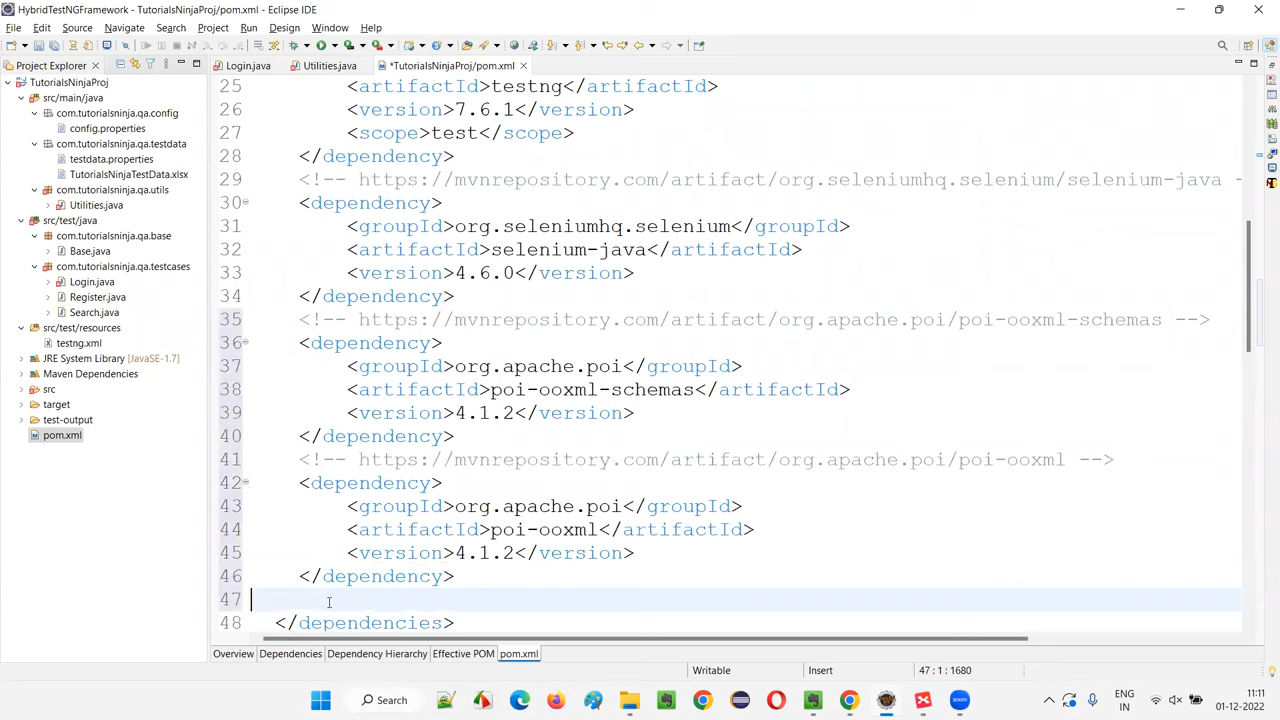 HybridTestNGFramework - TutorialsNinjaProj/pom.xml - Eclipse IDE
File Edit Source Navigate Search Project Run Design Window Help
Project Explorer
Login.java
Utilities.java
*TutorialsNinjaProj/pom.xml
TutorialsNinjaProj
src/main/java
com.tutorialsninja.qa.config
config.properties
com.tutorialsninja.qa.testdata
testdata.properties
TutorialsNinjaTestData.xlsx
com.tutorialsninja.qa.utils
Utilities.java
src/test/java
com.tutorialsninja.qa.base
Base.java
com.tutorialsninja.qa.testcases
Login.java
Register.java
Search.java
src/test/resources
testng.xml
JRE System Library [JavaSE-1.7]
Maven Dependencies
src
target
test-output
pom.xml
25 <artifactId>testng</artifactId>
26 <version>7.6.1</version>
27 <scope>test</scope>
28 </dependency>
29 <!-- https://mvnrepository.com/artifact/org.seleniumhq.selenium/selenium-java -
30 <dependency>
31 <groupId>org.seleniumhq.selenium</groupId>
32 <artifactId>selenium-java</artifactId>
33 <version>4.6.0</version>
34 </dependency>
35 <!-- https://mvnrepository.com/artifact/org.apache.poi/poi-ooxml-schemas -->
36 <dependency>
37 <groupId>org.apache.poi</groupId>
38 <artifactId>poi-ooxml-schemas</artifactId>
39 <version>4.1.2</version>
40 </dependency>
41 <!-- https://mvnrepository.com/artifact/org.apache.poi/poi-ooxml -->
42 <dependency>
43 <groupId>org.apache.poi</groupId>
44 <artifactId>poi-ooxml</artifactId>
45 <version>4.1.2</version>
46 </dependency>
47
48 </dependencies>
Overview Dependencies Dependency Hierarchy Effective POM pom.xml
Writable Insert 47 : 1 : 1680
Search
ENG
IN
11:11
01-12-2022